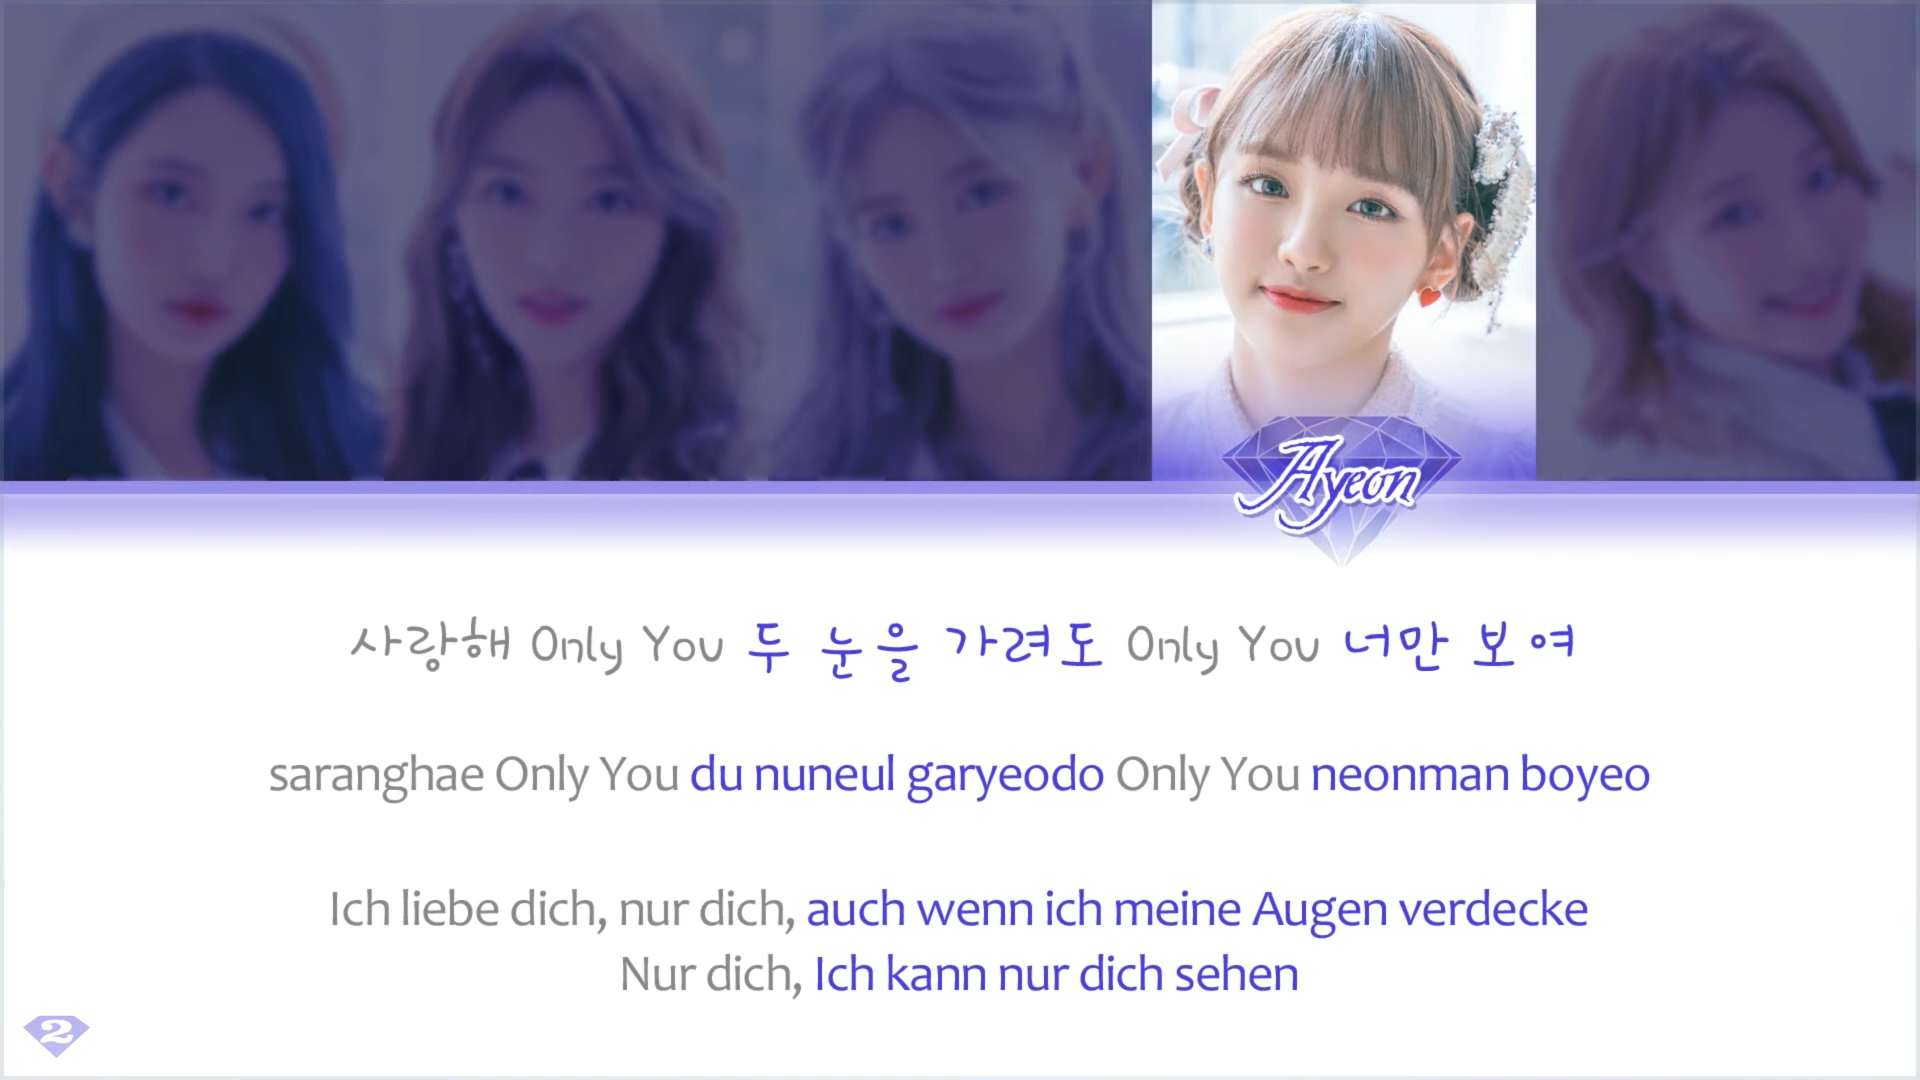 Ayeon
사랑해 Only You 두 눈을 가려도 Only You 너만 보여
saranghae Only You du nuneul garyeodo Only You neonman boyeo
Ich liebe dich, nur dich, auch wenn ich meine Augen verdecke
Nur dich, Ich kann nur dich sehen
2